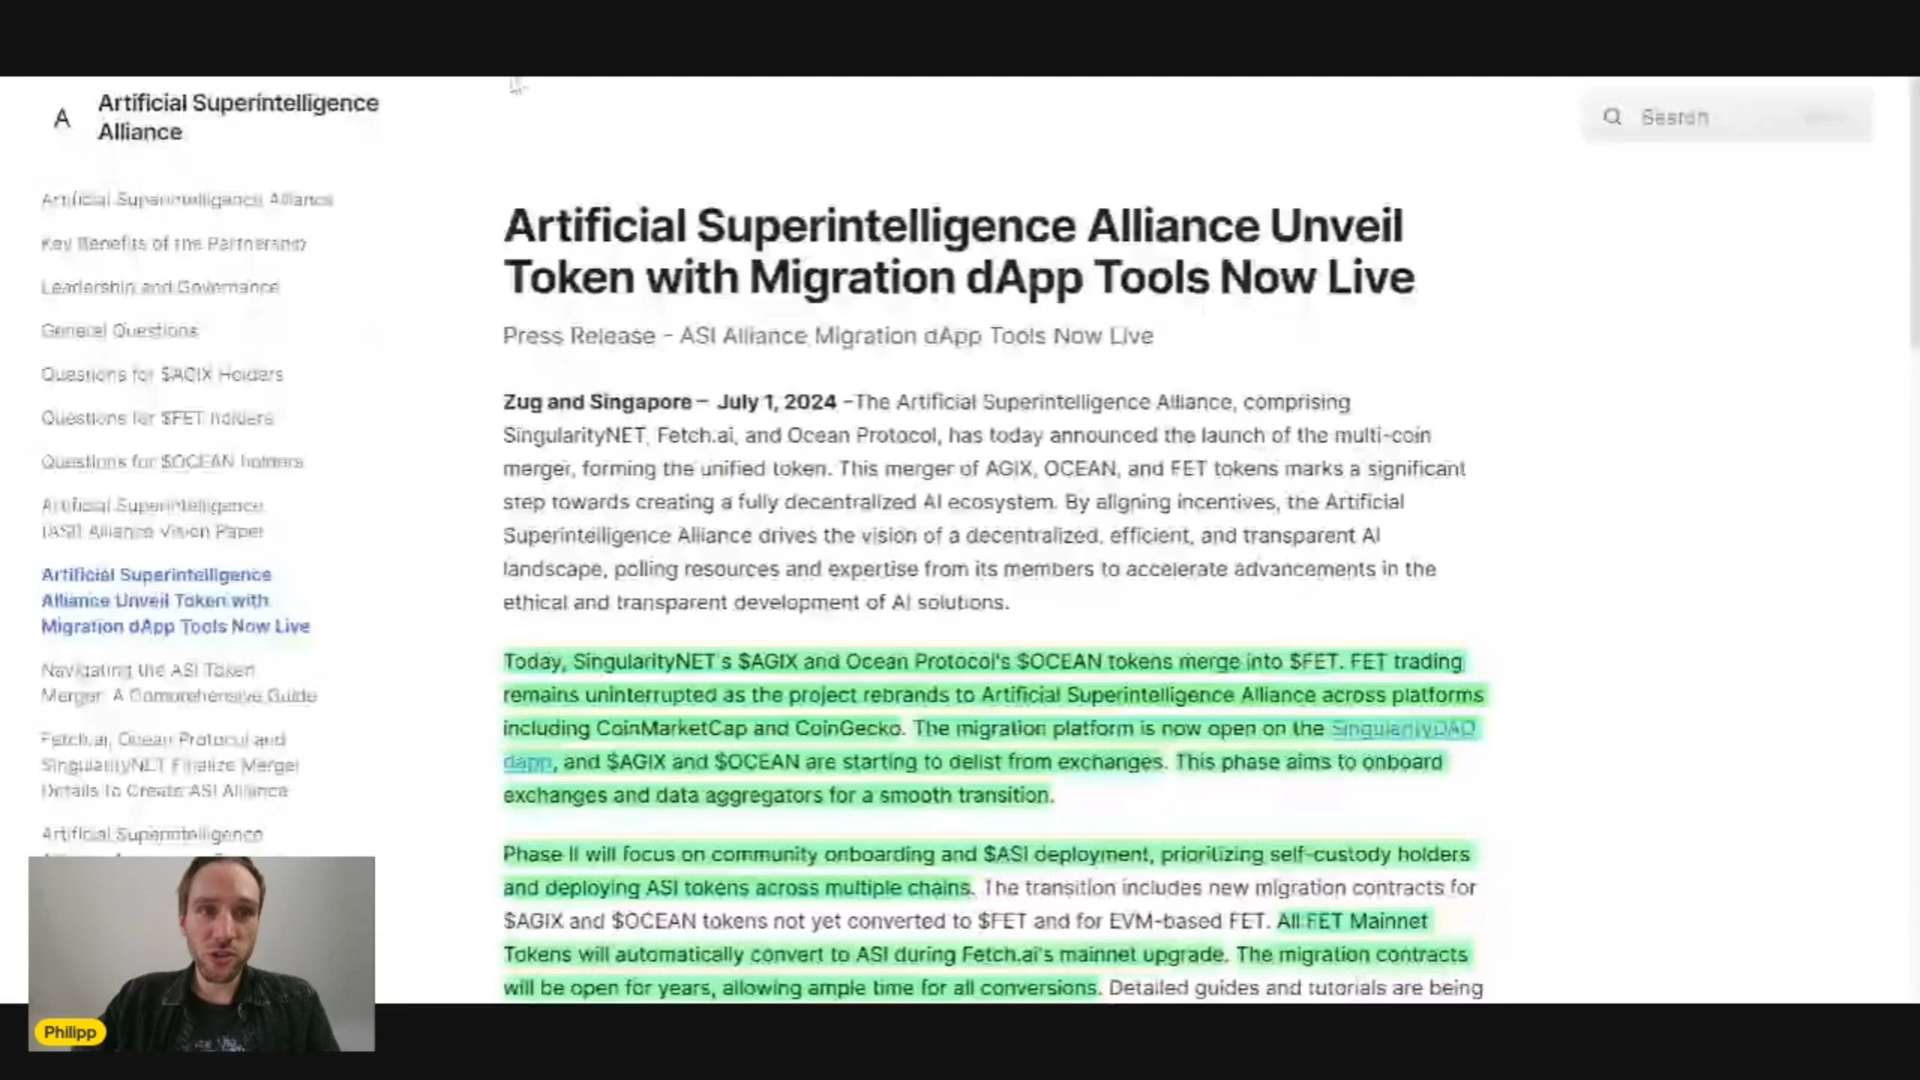 A
Artificial Superintelligence
Alliance
Search
Artificial Superintelligence Alliance
Key Benefits of the Partnership
Leadership and Governance
General Questions
Questions for $AGIX Holders
Questions for $FET holders
Questions for $OCEAN holders
Artificial Superintelligence
(ASI) Alliance Vision Paper
Artificial Superintelligence
Alliance Unveil Token with
Migration dApp Tools Now Live
Navigating the ASI Token
Merger: A Comprehensive Guide
Fetch.ai, Ocean Protocol and
SingularityNET Finalize Merger
Details to Create ASI Alliance
Artificial Superintelligence
Artificial Superintelligence Alliance Unveil
Token with Migration dApp Tools Now Live
Press Release - ASI Alliance Migration dApp Tools Now Live
Zug and Singapore – July 1, 2024 –The Artificial Superintelligence Alliance, comprising
SingularityNET, Fetch.ai, and Ocean Protocol, has today announced the launch of the multi-coin
merger, forming the unified token. This merger of AGIX, OCEAN, and FET tokens marks a significant
step towards creating a fully decentralized AI ecosystem. By aligning incentives, the Artificial
Superintelligence Alliance drives the vision of a decentralized, efficient, and transparent AI
landscape, polling resources and expertise from its members to accelerate advancements in the
ethical and transparent development of AI solutions.
Today, SingularityNET's $AGIX and Ocean Protocol's $OCEAN tokens merge into $FET. FET trading
remains uninterrupted as the project rebrands to Artificial Superintelligence Alliance across platforms
including CoinMarketCap and CoinGecko. The migration platform is now open on the SingularityDAO
dapp, and $AGIX and $OCEAN are starting to delist from exchanges. This phase aims to onboard
exchanges and data aggregators for a smooth transition.
Phase II will focus on community onboarding and $ASI deployment, prioritizing self-custody holders
and deploying ASI tokens across multiple chains. The transition includes new migration contracts for
$AGIX and $OCEAN tokens not yet converted to $FET and for EVM-based FET. All FET Mainnet
Tokens will automatically convert to ASI during Fetch.ai's mainnet upgrade. The migration contracts
will be open for years, allowing ample time for all conversions. Detailed guides and tutorials are being
Philipp